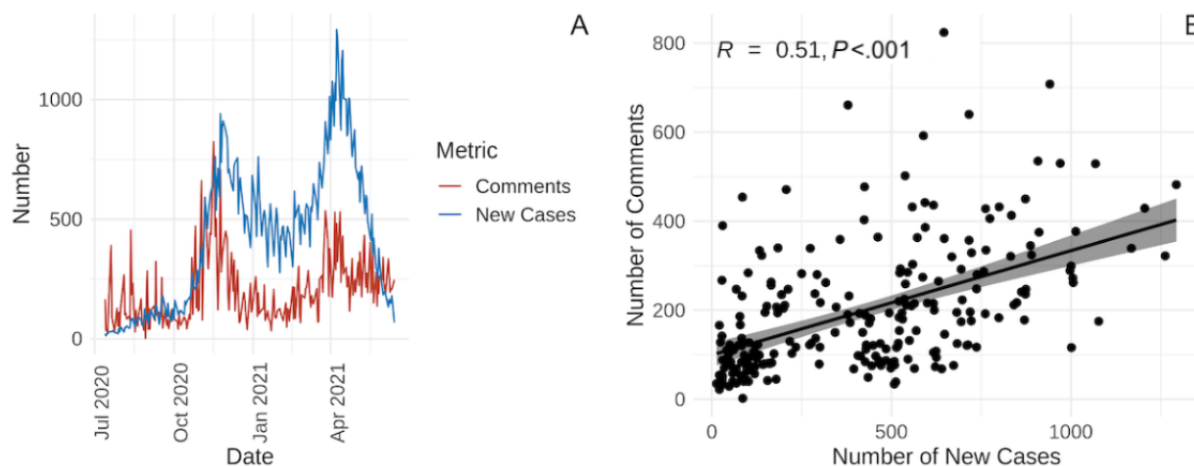 A
Number
1000
500
0
Jul 2020
Oct 2020
Jan 2021
Apr 2021
Date
Metric
Comments
New Cases
R = 0.51, P<.001
Number of Comments
800
600
400
200
0
0
500
1000
Number of New Cases